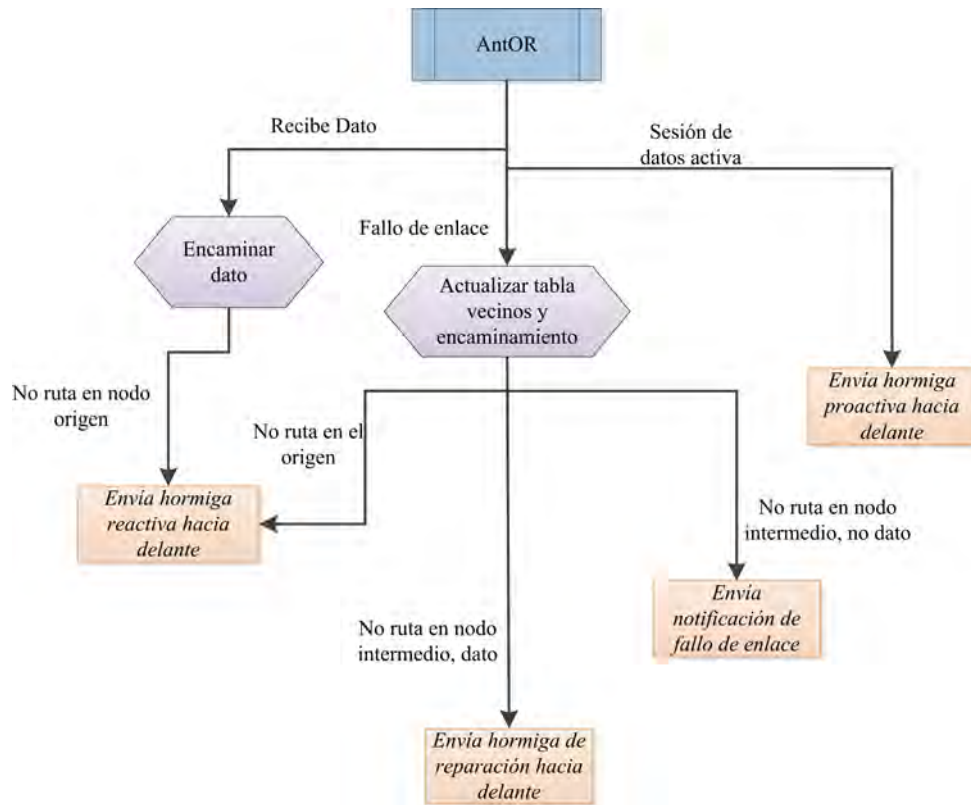 AntOR
Recibe Dato
Sesión de
datos activa
Encaminar
dato
Fallo de enlace
Actualizar tabla
vecinos y
encaminamiento
No ruta en nodo
origen
Envía hormiga
proactiva hacia
delante
No ruta en el
origen
Envía hormiga
reactiva hacia
delante
No ruta en nodo
intermedio, no dato
Envía
notificación de
fallo de enlace
No ruta en nodo
intermedio, dato
Envía hormiga de
reparación hacia
delante